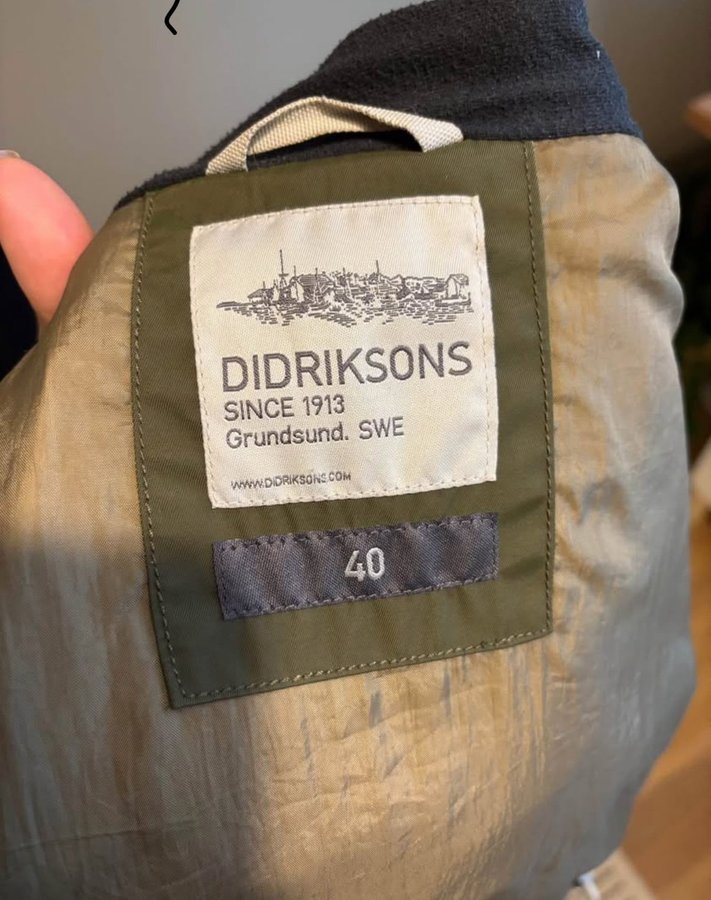 DIDRIKSONS
SINCE 1913
Grundsund. SWE
WWW.DIDRIKSONS.COM
40